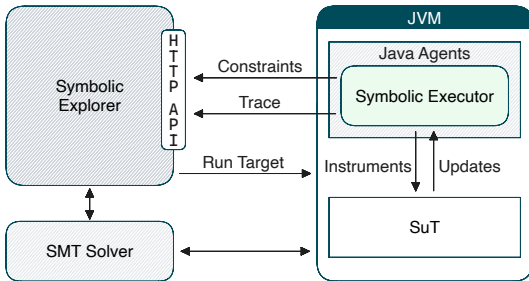 JVM
Java Agents
Symbolic
Explorer
HTTP API
Constraints
Trace
Symbolic Executor
Run Target
Instruments
Updates
SMT Solver
SuT